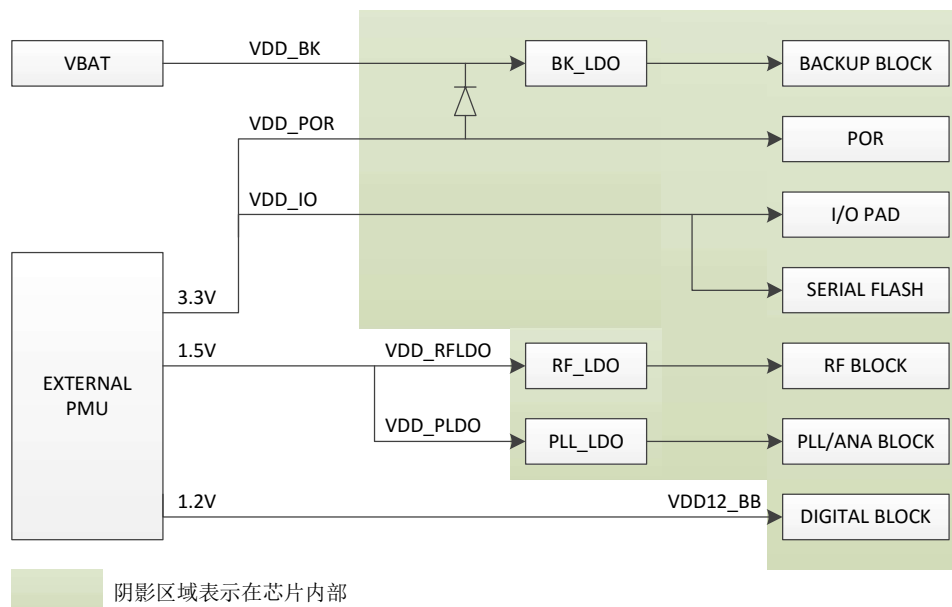 VBAT
VDD_BK
BK_LDO
BACKUP BLOCK
VDD_POR
POR
VDD_IO
I/O PAD
SERIAL FLASH
3.3V
1.5V
VDD_RFLDO
RF_LDO
RF BLOCK
EXTERNAL
PMU
VDD_PLDO
PLL_LDO
PLL/ANA BLOCK
1.2V
VDD12_BB
DIGITAL BLOCK
阴影区域表示在芯片内部